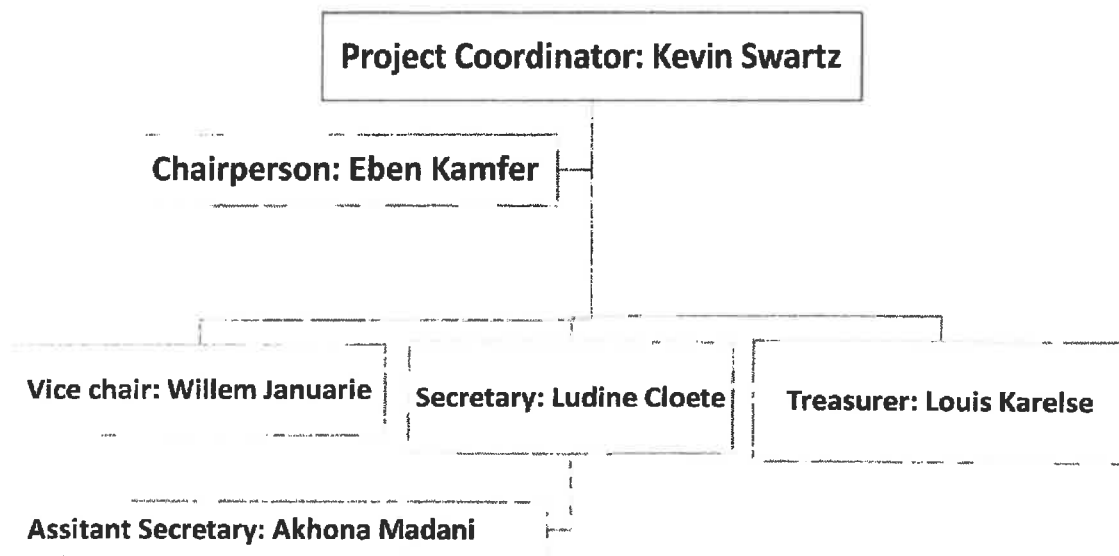 Project Coordinator: Kevin Swartz
Chairperson: Eben Kamfer
Vice chair: Willem Januarie
Secretary: Ludine Cloete
Treasurer: Louis Karelse
Assitant Secretary: Akhona Madani